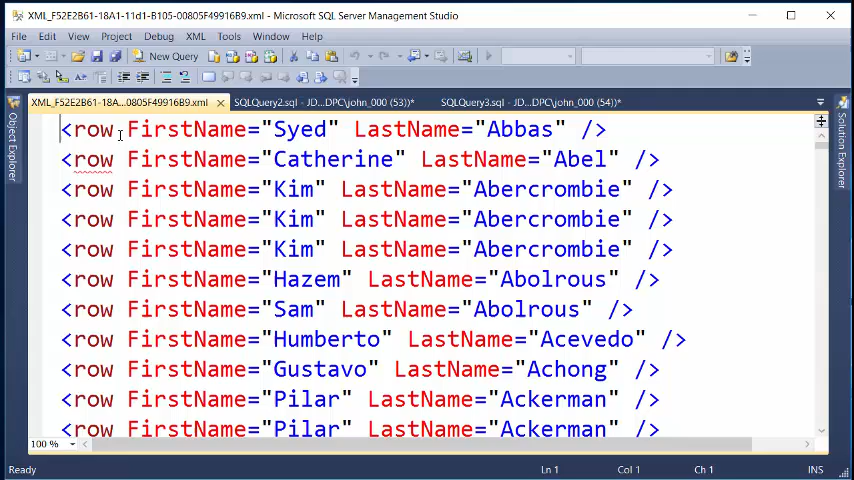 XML_F52E2B61-18A1-11d1-B105-00805F49916B9.xml - Microsoft SQL Server Management Studio
File Edit View Project Debug XML Tools Window Help
New Query
XML_F52E2B61-18A...0805F49916B9.xml SQLQuery2.sql - JD...DPC\john_000 (53))* SQLQuery3.sql - JD...DPC\john_000 (54))*
Object Explorer
Solution Explorer
<row FirstName="Syed" LastName="Abbas" />
<row FirstName="Catherine" LastName="Abel" />
<row FirstName="Kim" LastName="Abercrombie" />
<row FirstName="Kim" LastName="Abercrombie" />
<row FirstName="Kim" LastName="Abercrombie" />
<row FirstName="Hazem" LastName="Abolrous" />
<row FirstName="Sam" LastName="Abolrous" />
<row FirstName="Humberto" LastName="Acevedo" />
<row FirstName="Gustavo" LastName="Achong" />
<row FirstName="Pilar" LastName="Ackerman" />
<row FirstName="Pilar" LastName="Ackerman" />
100 %
Ready Ln 1 Col 1 Ch 1 INS